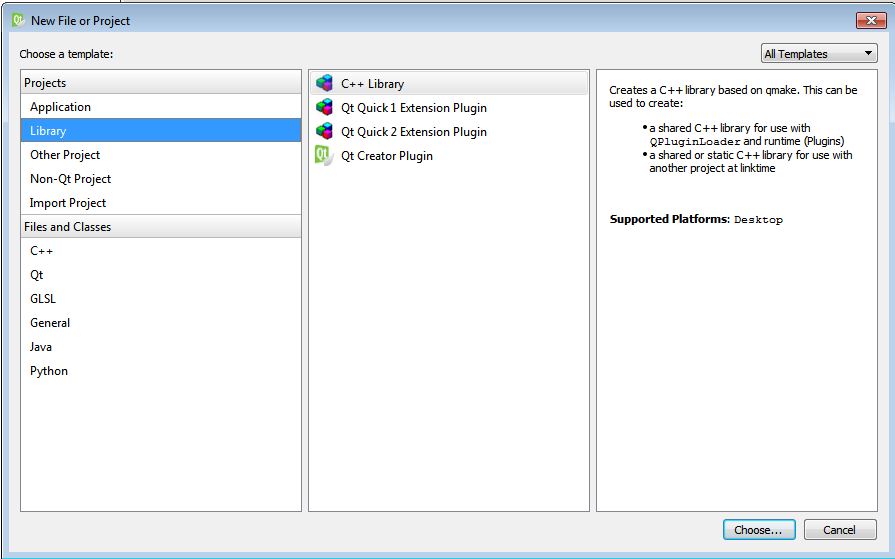 New File or Project
Choose a template:
All Templates
Projects
Application
Library
Other Project
Non-Qt Project
Import Project
Files and Classes
C++
Qt
GLSL
General
Java
Python
C++ Library
Qt Quick 1 Extension Plugin
Qt Quick 2 Extension Plugin
Qt Creator Plugin
Creates a C++ library based on qmake. This can be
used to create:
• a shared C++ library for use with
QPluginLoader and runtime (Plugins)
• a shared or static C++ library for use with
another project at linktime
Supported Platforms: Desktop
Choose...
Cancel